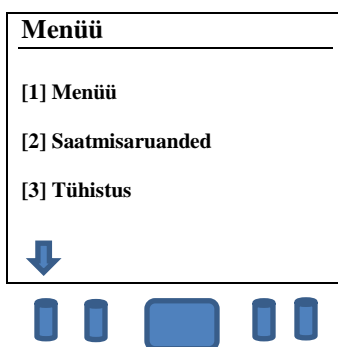 Menüü
[1] Menüü
[2] Saatmisaruanded
[3] Tühistus